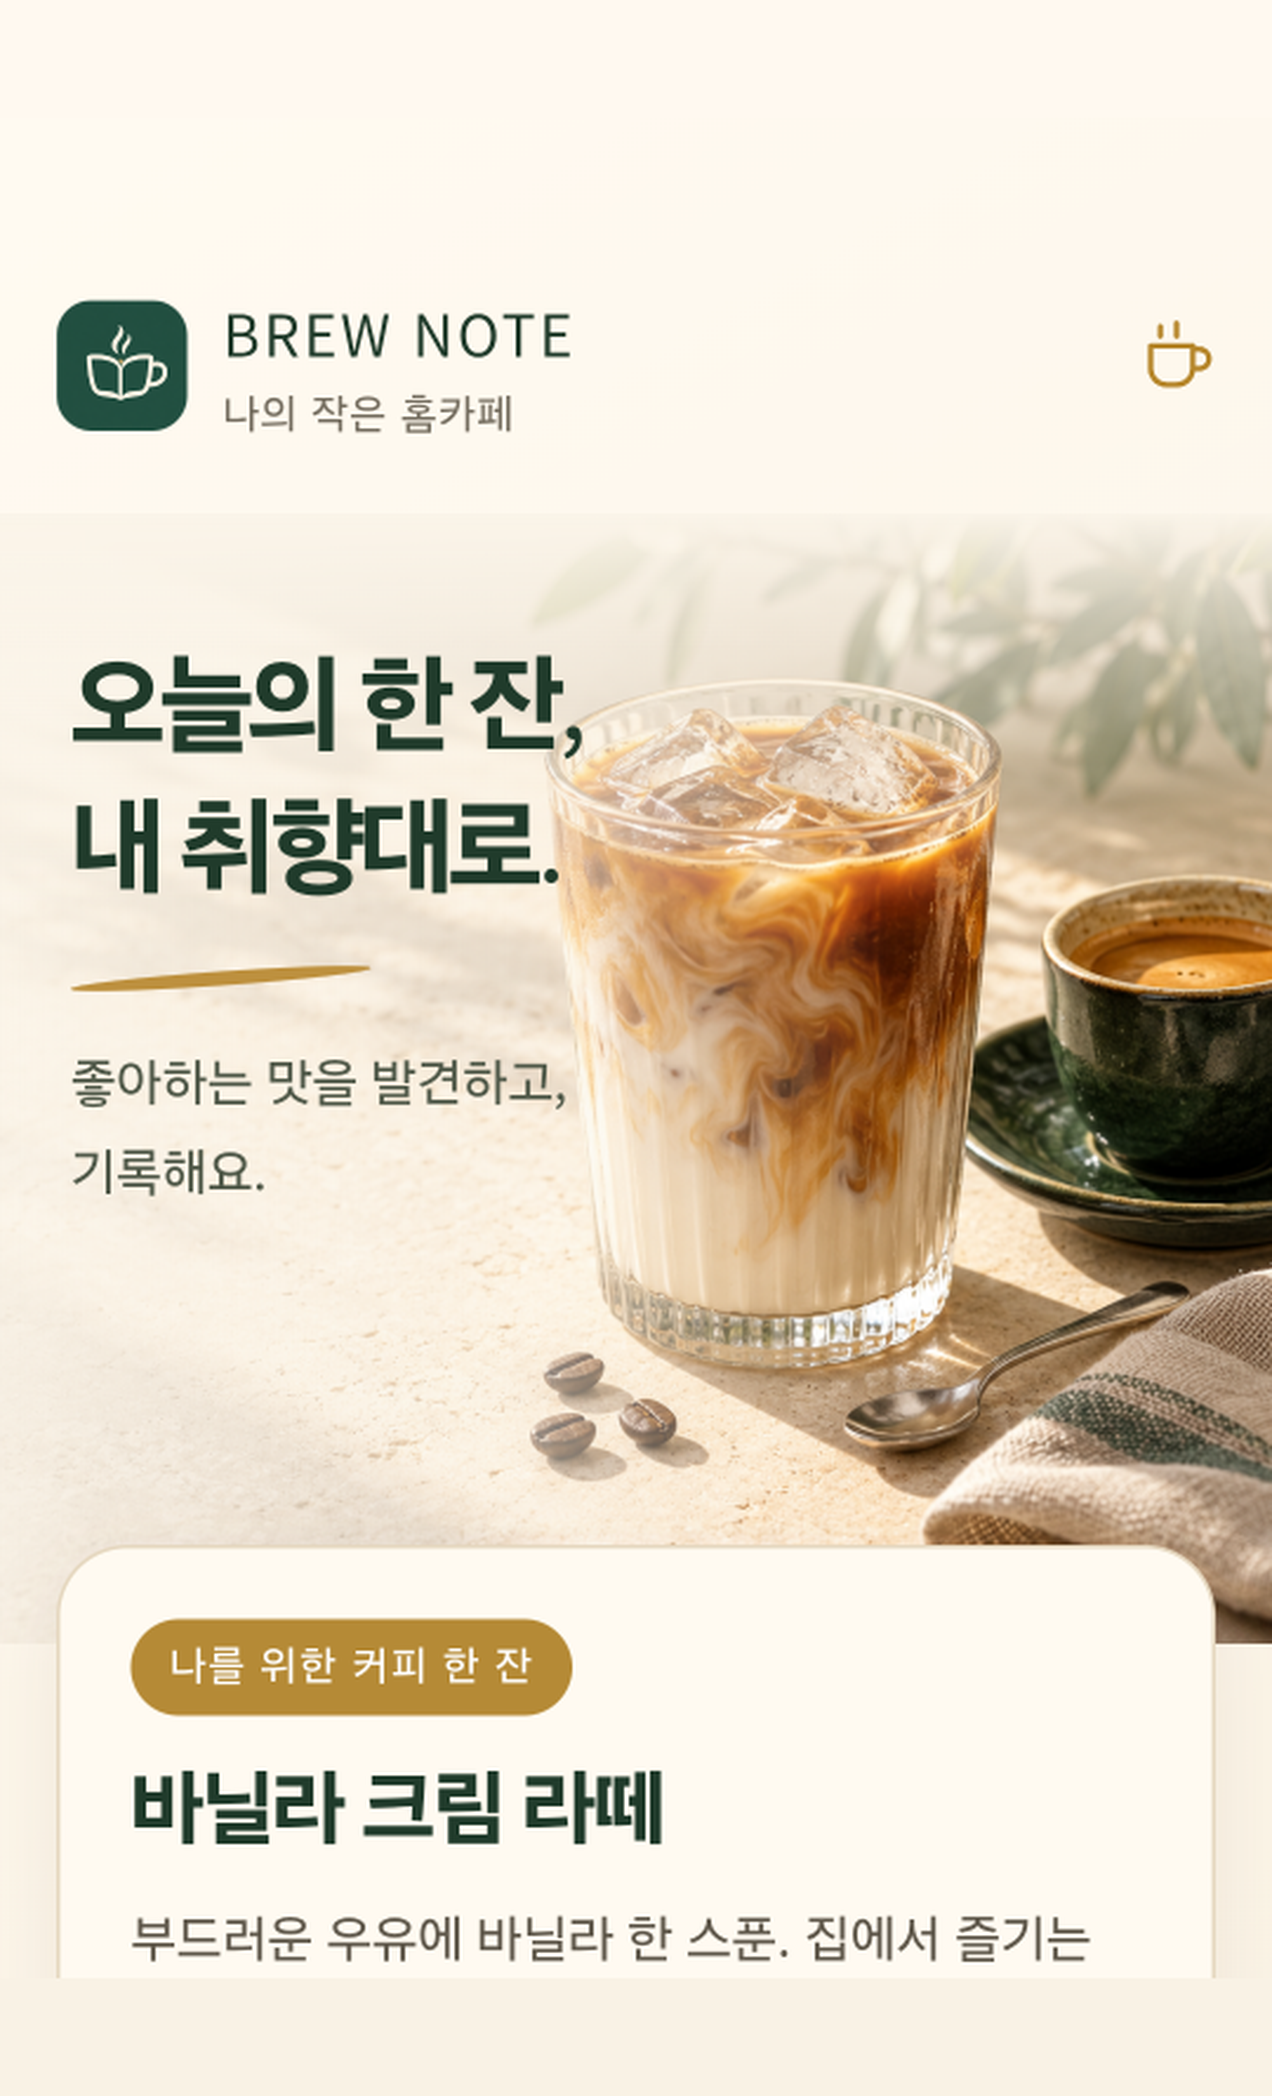 BREW NOTE
나의 작은 홈카페
오늘의 한 잔,
내 취향대로.
좋아하는 맛을 발견하고,
기록해요.
나를 위한 커피 한 잔
바닐라 크림 라떼
부드러운 우유에 바닐라 한 스푼. 집에서 즐기는